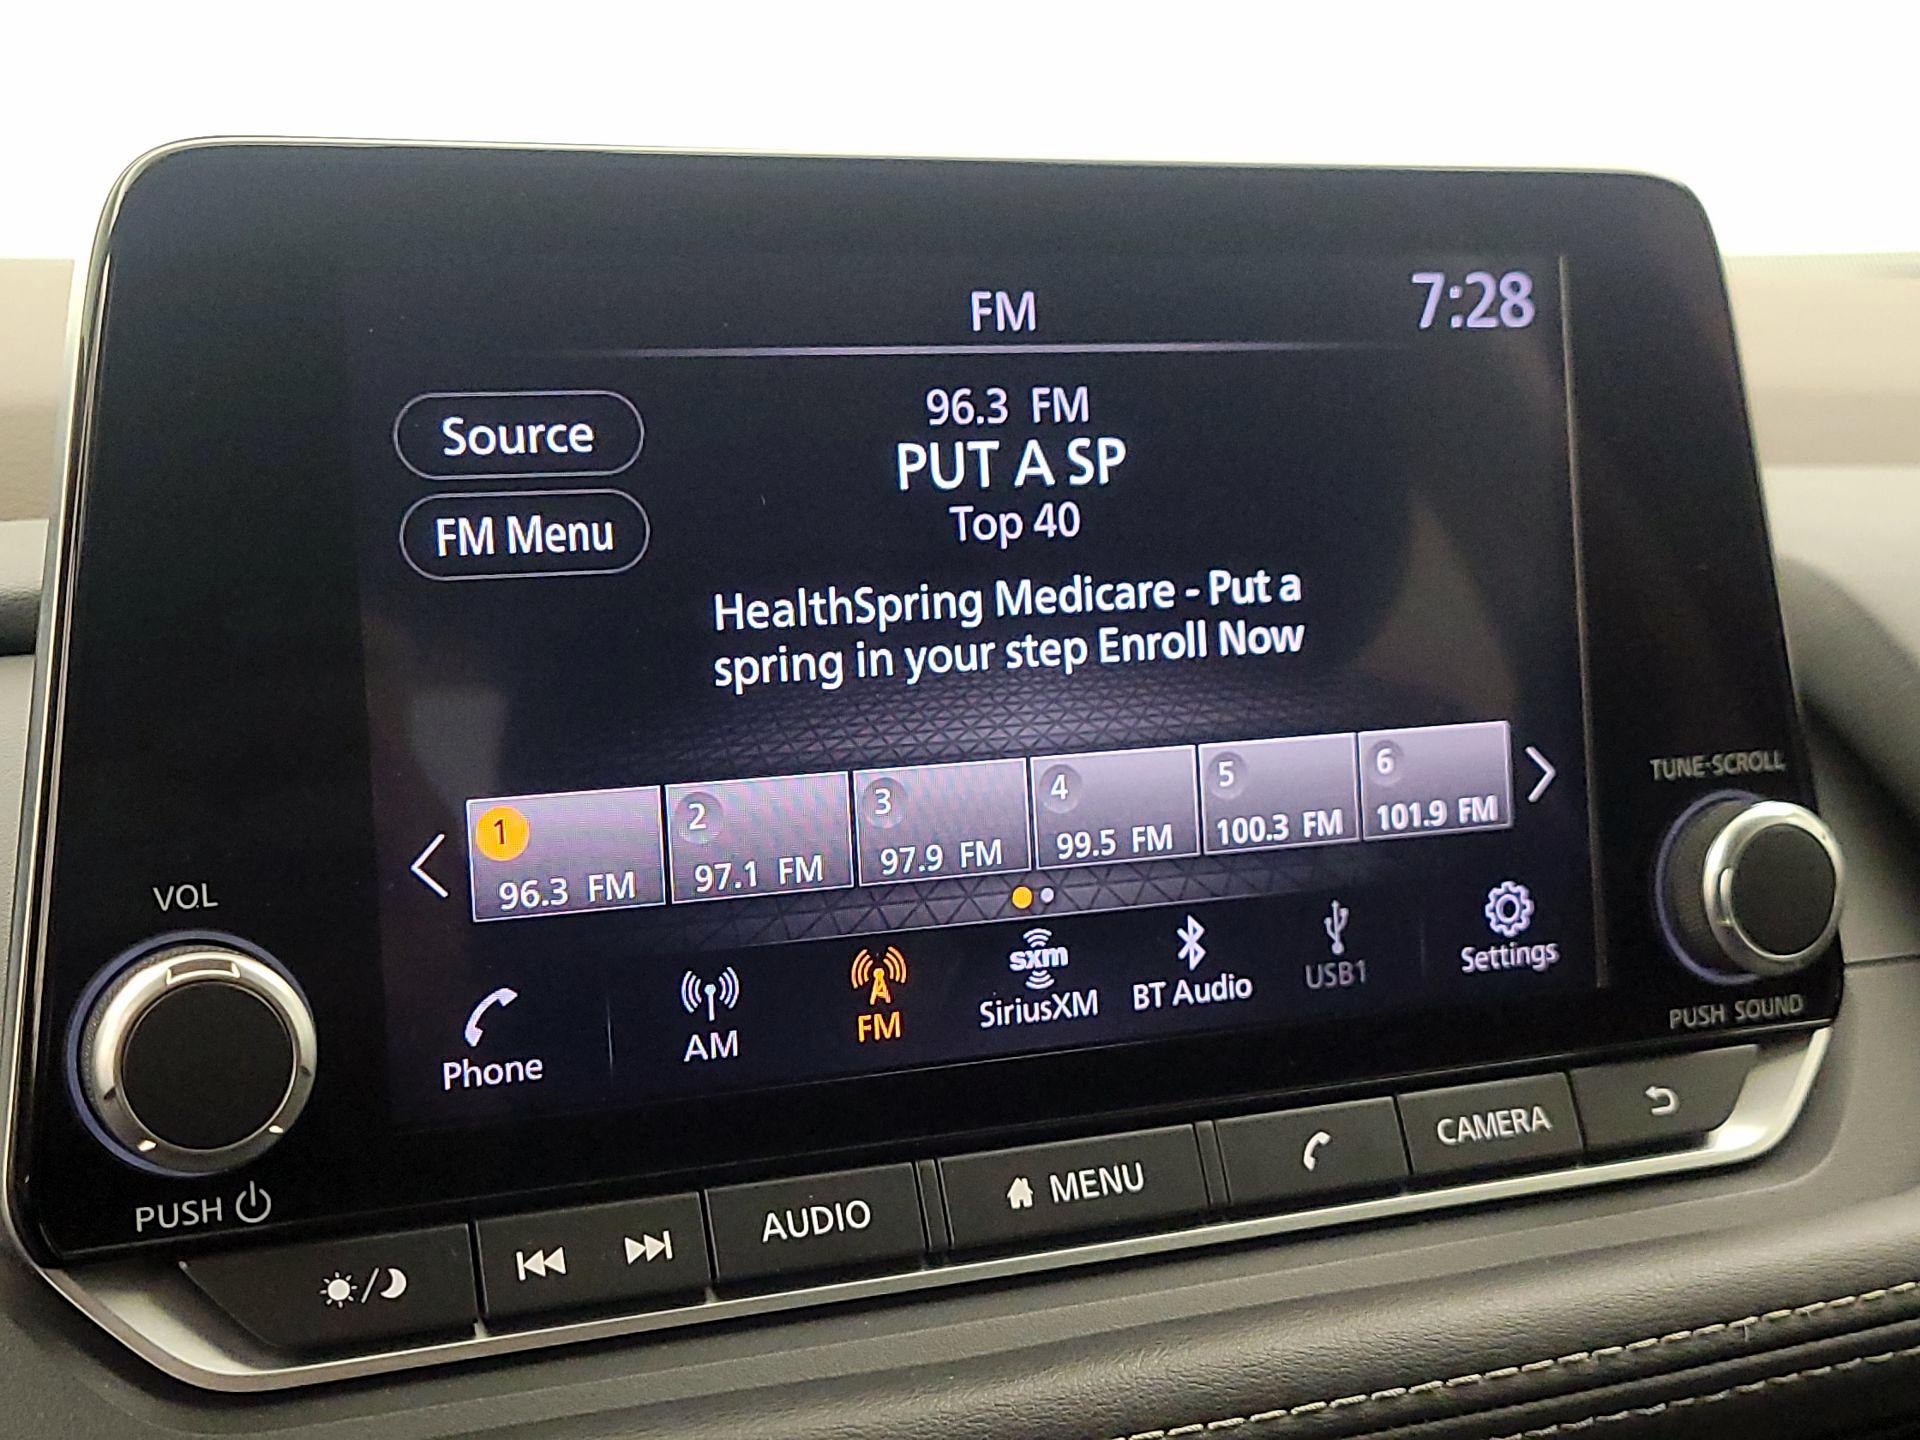 FM
7:28
Source
FM Menu
96.3 FM
PUT A SP
Top 40
HealthSpring Medicare - Put a
spring in your step Enroll Now
1
96.3 FM
2
97.1 FM
3
97.9 FM
4
99.5 FM
5
100.3 FM
6
101.9 FM
Phone
AM
FM
sxm
SiriusXM
BT Audio
USB1
Settings
VOL
PUSH
TUNE·SCROLL
PUSH SOUND
AUDIO
MENU
CAMERA